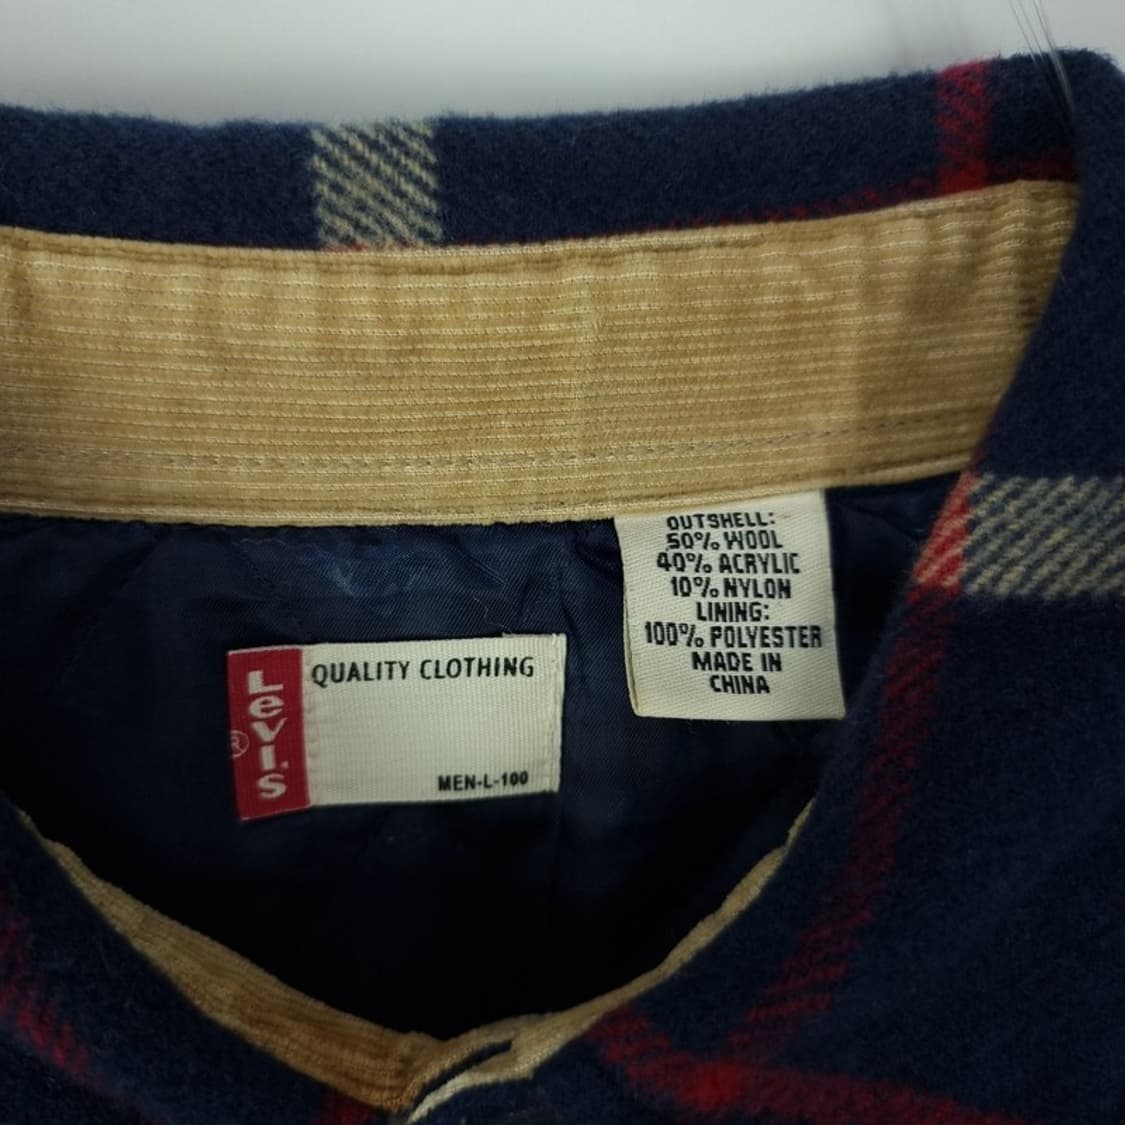 OUTSHELL:
50% WOOL
40% ACRYLIC
10% NYLON
LINING:
100% POLYESTER
MADE IN
CHINA
Levi's
®
QUALITY CLOTHING
MEN-L-100